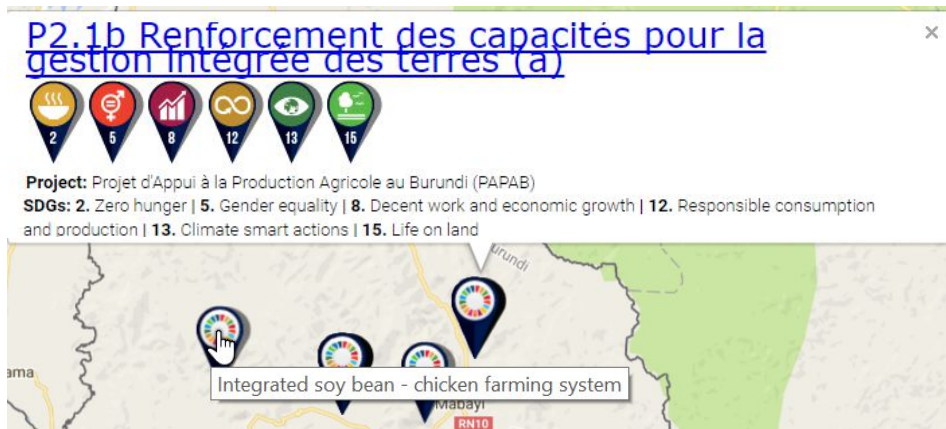 P2.1b Renforcement des capacités pour la
gestion intégrée des terres (a)
×
2 5 8 12 13 15
Project: Projet d'Appui à la Production Agricole au Burundi (PAPAB)
SDGs: 2. Zero hunger | 5. Gender equality | 8. Decent work and economic growth | 12. Responsible consumption
and production | 13. Climate smart actions | 15. Life on land
urundi
ama
Integrated soy bean - chicken farming system
Mabayi
RN10